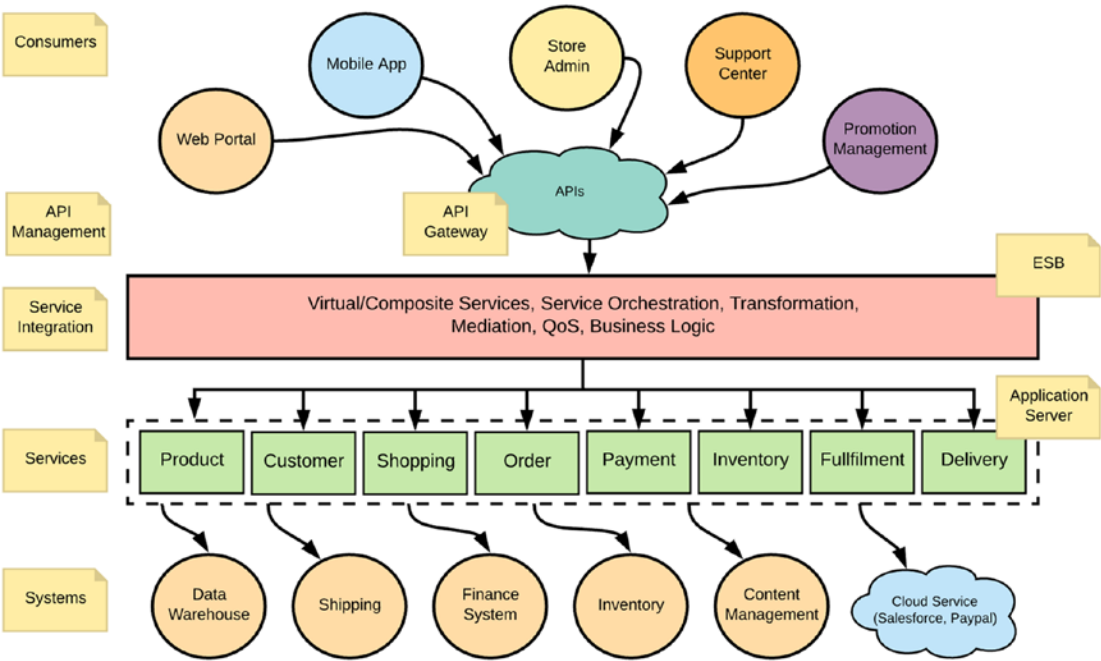 Consumers
Mobile App
Store
Admin
Support
Center
Web Portal
Promotion
Management
API
Management
API
Gateway
APIs
ESB
Service
Integration
Virtual/Composite Services, Service Orchestration, Transformation,
Mediation, QoS, Business Logic
Application
Server
Services
Product
Customer
Shopping
Order
Payment
Inventory
Fullfilment
Delivery
Systems
Data
Warehouse
Shipping
Finance
System
Inventory
Content
Management
Cloud Service
(Salesforce, Paypal)